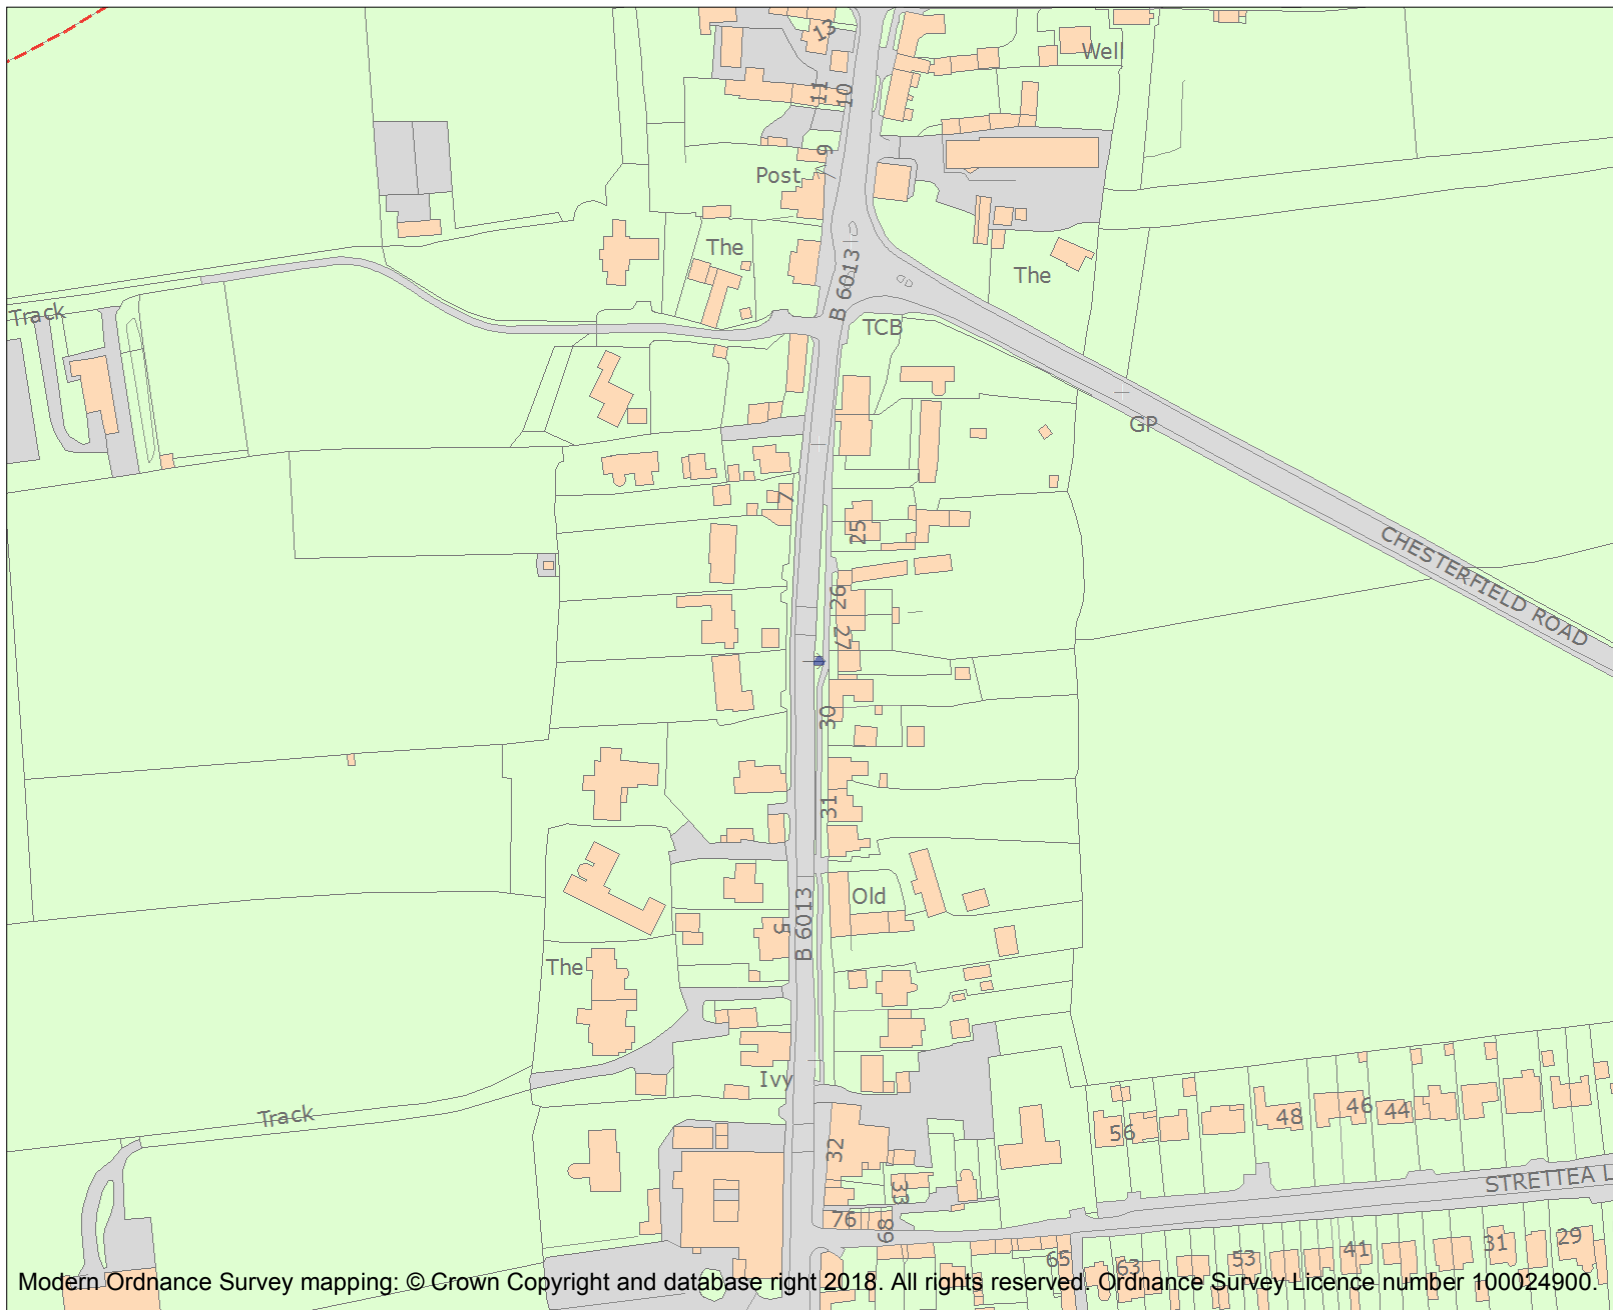 13
Well
11
10
9
Post
The
The
B 6013
Track
TCB
GP
7
25
CHESTERFIELD ROAD
26
27
30
31
Old
B 6013
5
The
Ivy
Track
48
46
44
56
32
33
STRETTEA L
76
68
65
63
53
41
31
29
Modern Ordnance Survey mapping: © Crown Copyright and database right 2018. All rights reserved. Ordnance Survey Licence number 100024900.